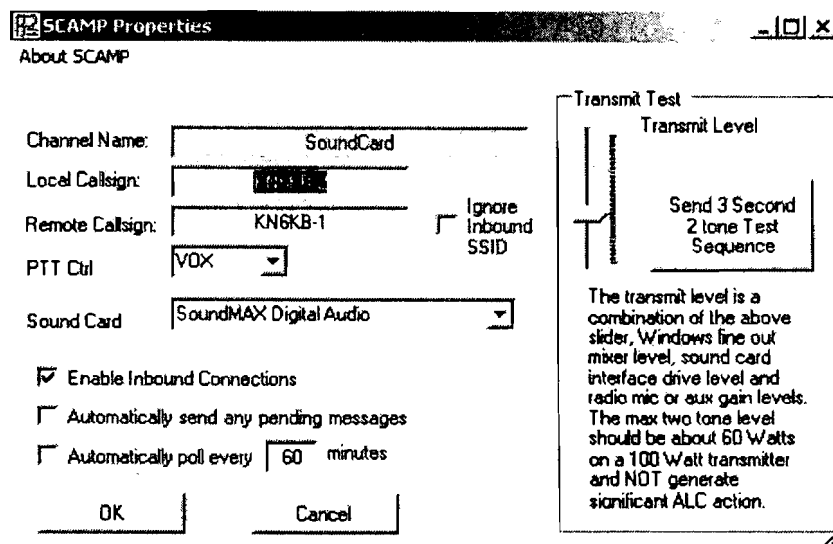 SCAMP Properties
About SCAMP
Channel Name: SoundCard
Local Callsign:
Remote Callsign: KN6KB-1
Ignore
Inbound
SSID
PTT Ctrl VOX
Sound Card SoundMAX Digital Audio
Enable Inbound Connections
Automatically send any pending messages
Automatically poll every 60 minutes
OK Cancel
Transmit Test
Transmit Level
Send 3 Second
2 tone Test
Sequence
The transmit level is a
combination of the above
slider, Windows line out
mixer level, sound card
interface drive level and
radio mic or aux gain levels.
The max two tone level
should be about 60 Watts
on a 100 Watt transmitter
and NOT generate
significant ALC action.